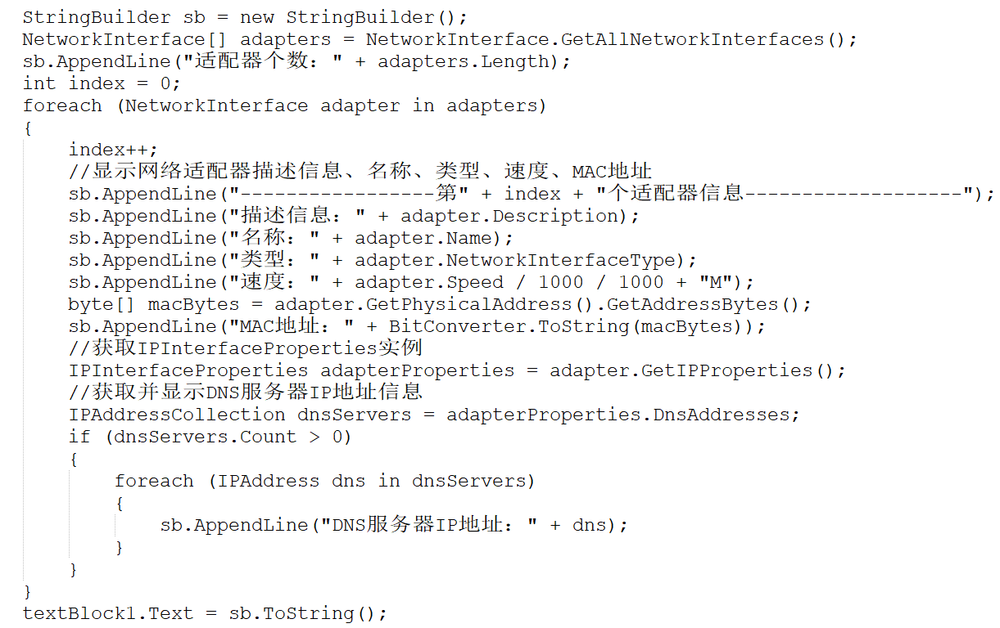 StringBuilder sb = new StringBuilder();
NetworkInterface[] adapters = NetworkInterface.GetAllNetworkInterfaces();
sb.AppendLine("适配器个数：" + adapters.Length);
int index = 0;
foreach (NetworkInterface adapter in adapters)
{
    index++;
    //显示网络适配器描述信息、名称、类型、速度、MAC地址
    sb.AppendLine("-----------------第" + index + "个适配器信息-------------------");
    sb.AppendLine("描述信息：" + adapter.Description);
    sb.AppendLine("名称：" + adapter.Name);
    sb.AppendLine("类型：" + adapter.NetworkInterfaceType);
    sb.AppendLine("速度：" + adapter.Speed / 1000 / 1000 + "M");
    byte[] macBytes = adapter.GetPhysicalAddress().GetAddressBytes();
    sb.AppendLine("MAC地址：" + BitConverter.ToString(macBytes));
    //获取IPInterfaceProperties实例
    IPInterfaceProperties adapterProperties = adapter.GetIPProperties();
    //获取并显示DNS服务器IP地址信息
    IPAddressCollection dnsServers = adapterProperties.DnsAddresses;
    if (dnsServers.Count > 0)
    {
        foreach (IPAddress dns in dnsServers)
        {
            sb.AppendLine("DNS服务器IP地址：" + dns);
        }
    }
}
textBlock1.Text = sb.ToString();